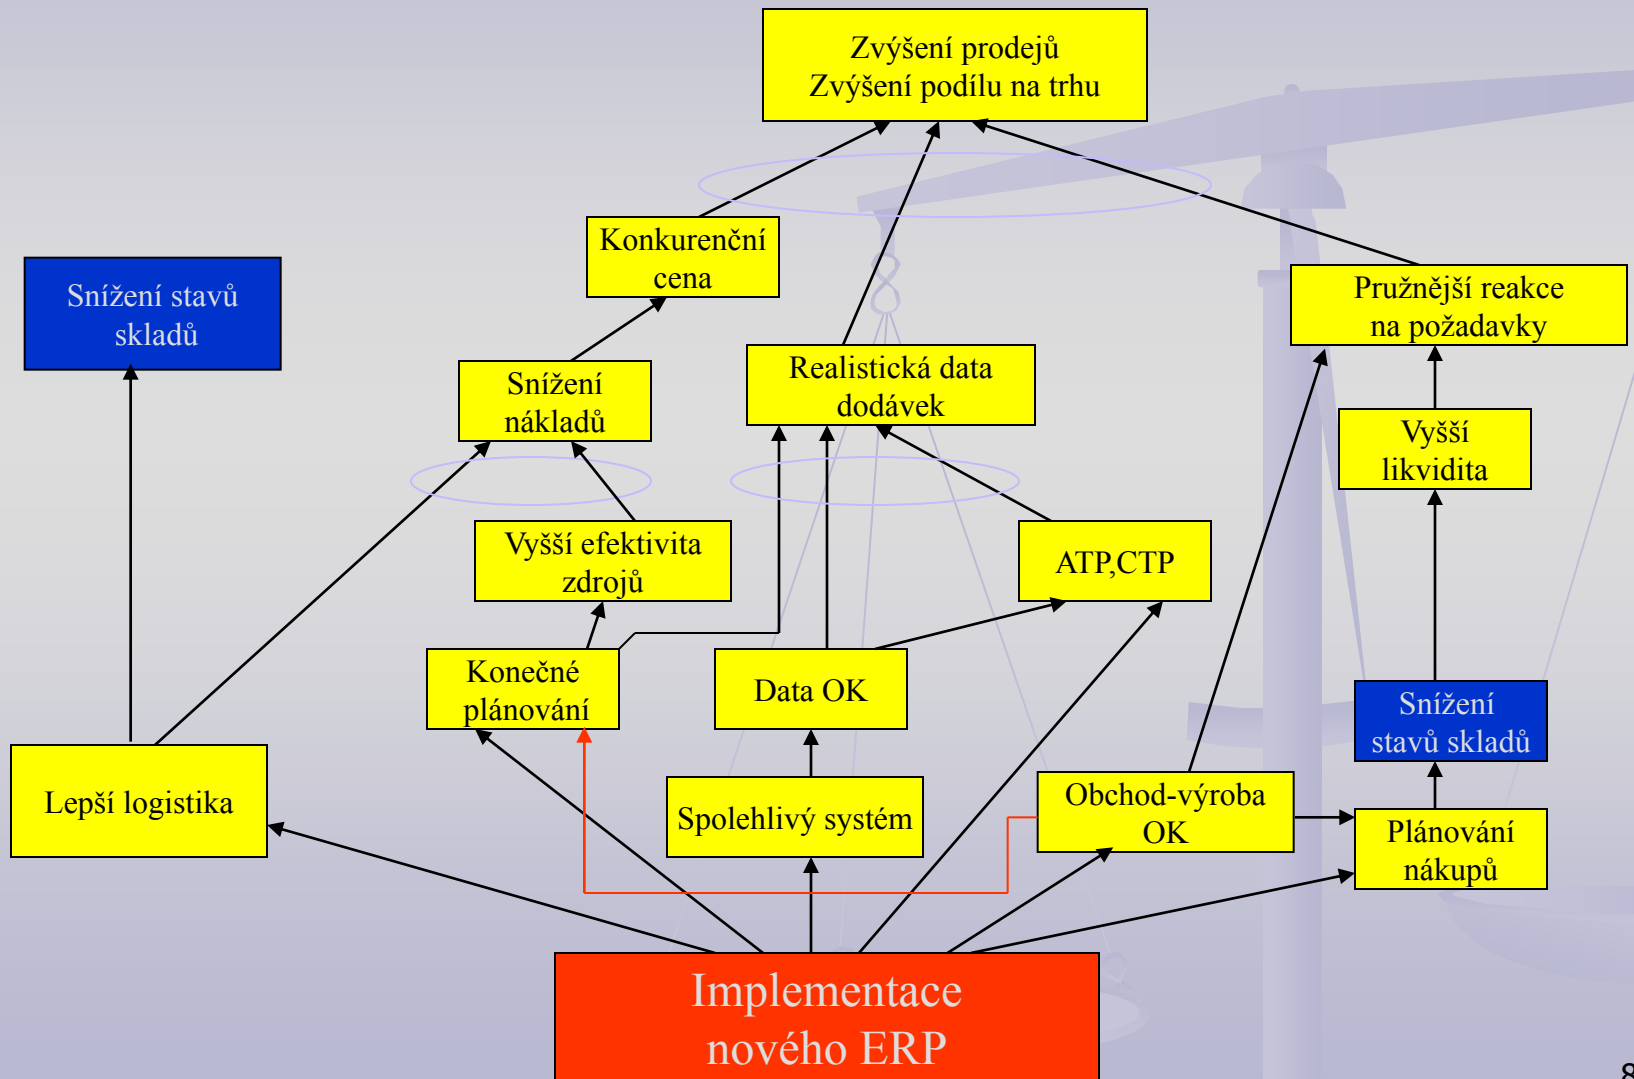 Zvýšení prodejů
Zvýšení podílu na trhu
Konkurenční
cena
Snížení stavů
skladů
Pružnější reakce
na požadavky
Snížení
nákladů
Realistická data
dodávek
Vyšší
likvidita
Vyšší efektivita
zdrojů
ATP,CTP
Konečné
plánování
Data OK
Snížení
stavů skladů
Lepší logistika
Spolehlivý systém
Obchod-výroba
OK
Plánování
nákupů
Implementace
nového ERP
8